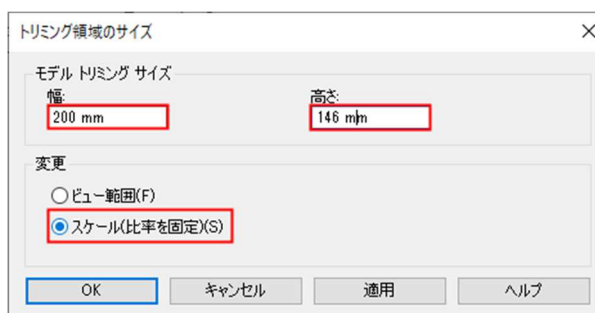 トリミング領域のサイズ
モデル トリミング サイズ
幅: 高さ:
200 mm 146 mm
変更
ビュー範囲(F)
スケール(比率を固定)(S)
OK キャンセル 適用 ヘルプ